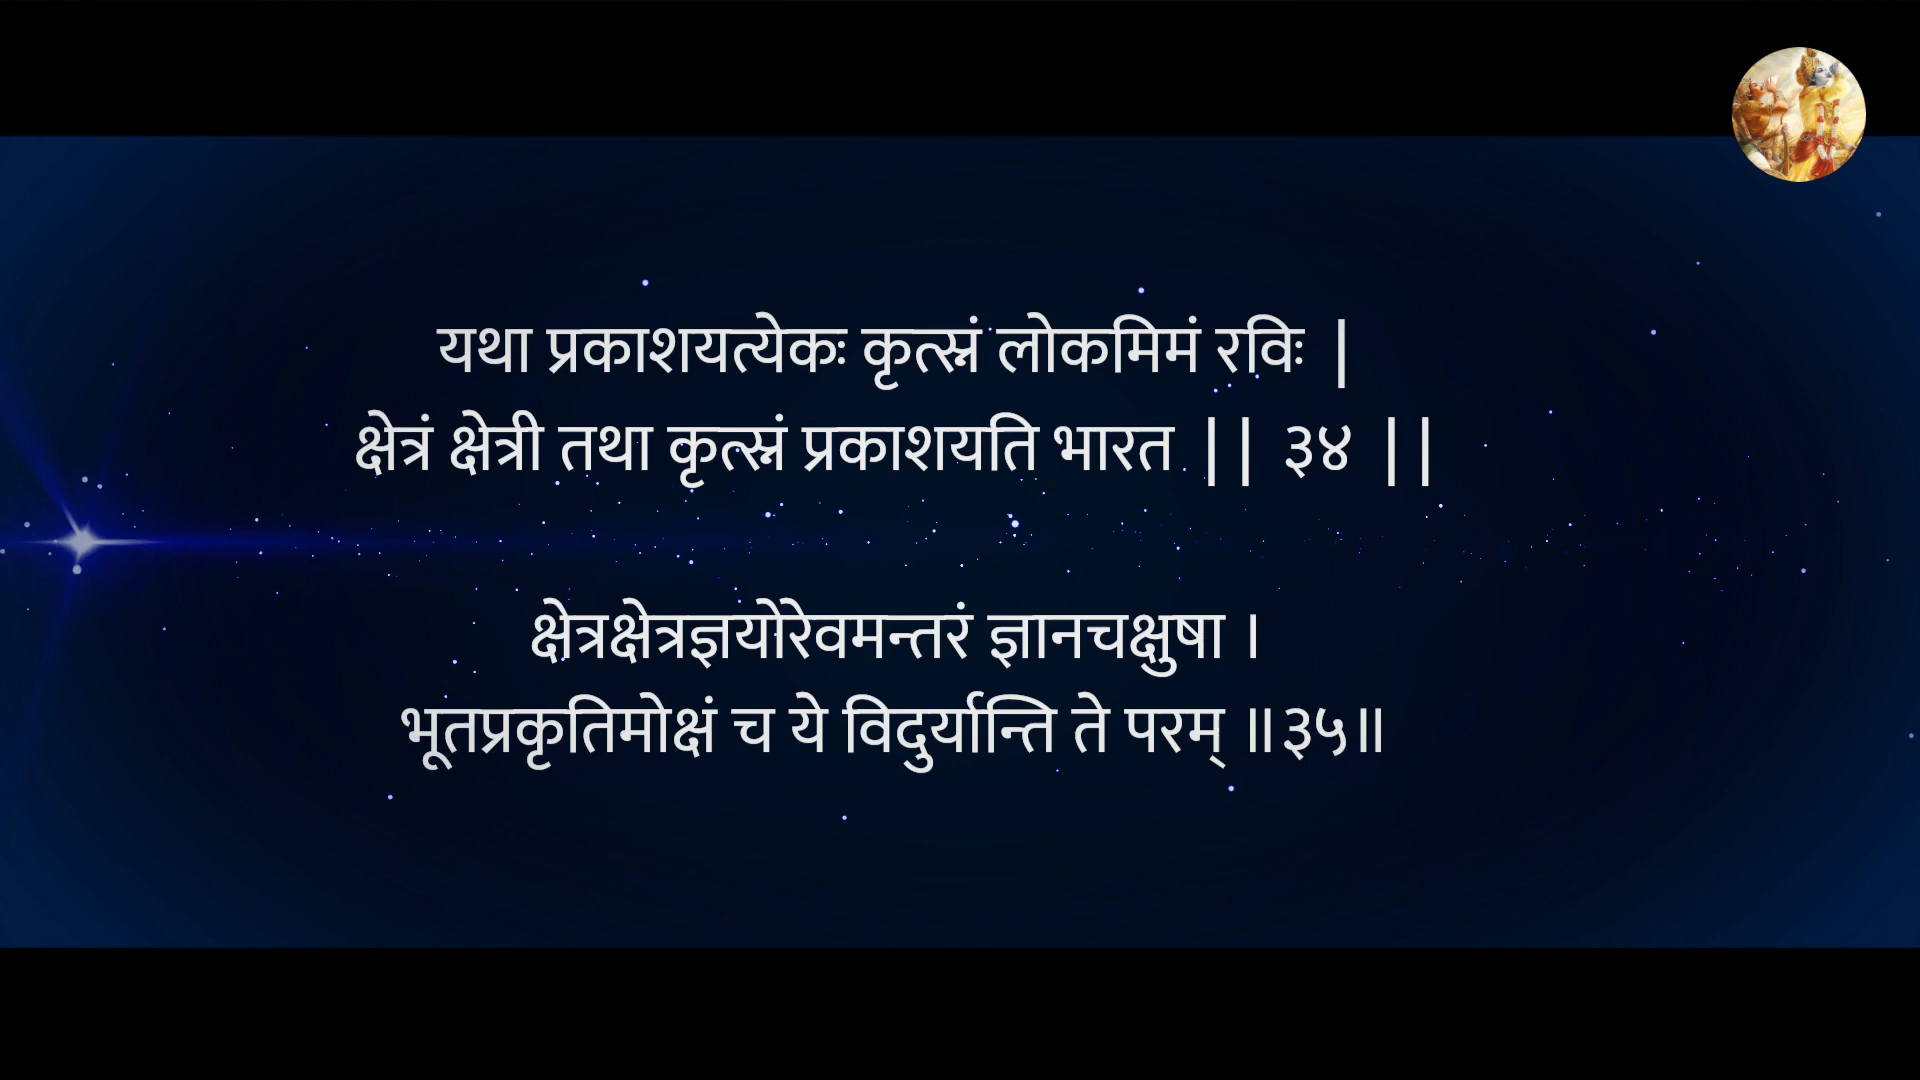 यथा प्रकाशयत्येकः कृत्स्नं लोकमिमं रविः |
क्षेत्रं क्षेत्री तथा कृत्स्नं प्रकाशयति भारत || ३४ ||
क्षेत्रक्षेत्रज्ञयोरेवमन्तरं ज्ञानचक्षुषा ।
भूतप्रकृतिमोक्षं च ये विदुर्यान्ति ते परम् ॥३५॥